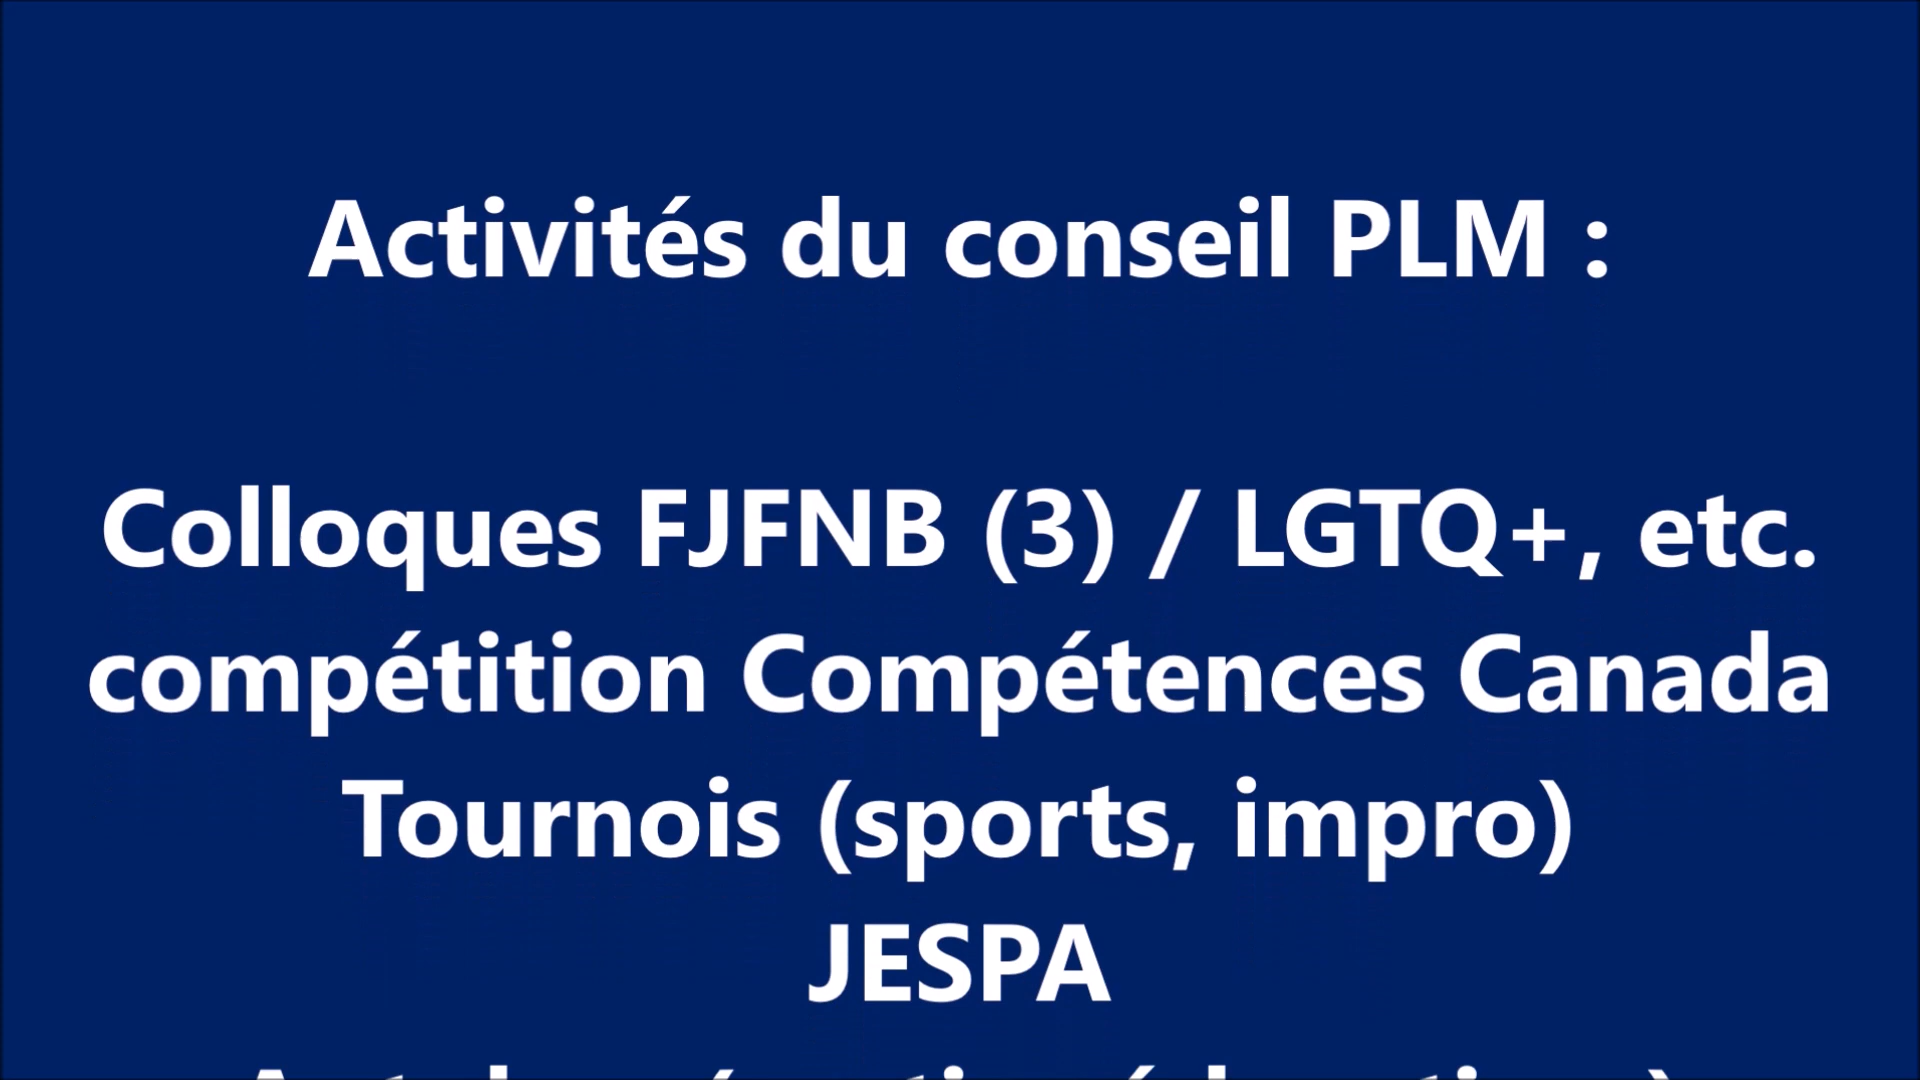 Activités du conseil PLM :
Colloques FJFNB (3) / LGTQ+, etc.
compétition Compétences Canada
Tournois (sports, impro)
JESPA